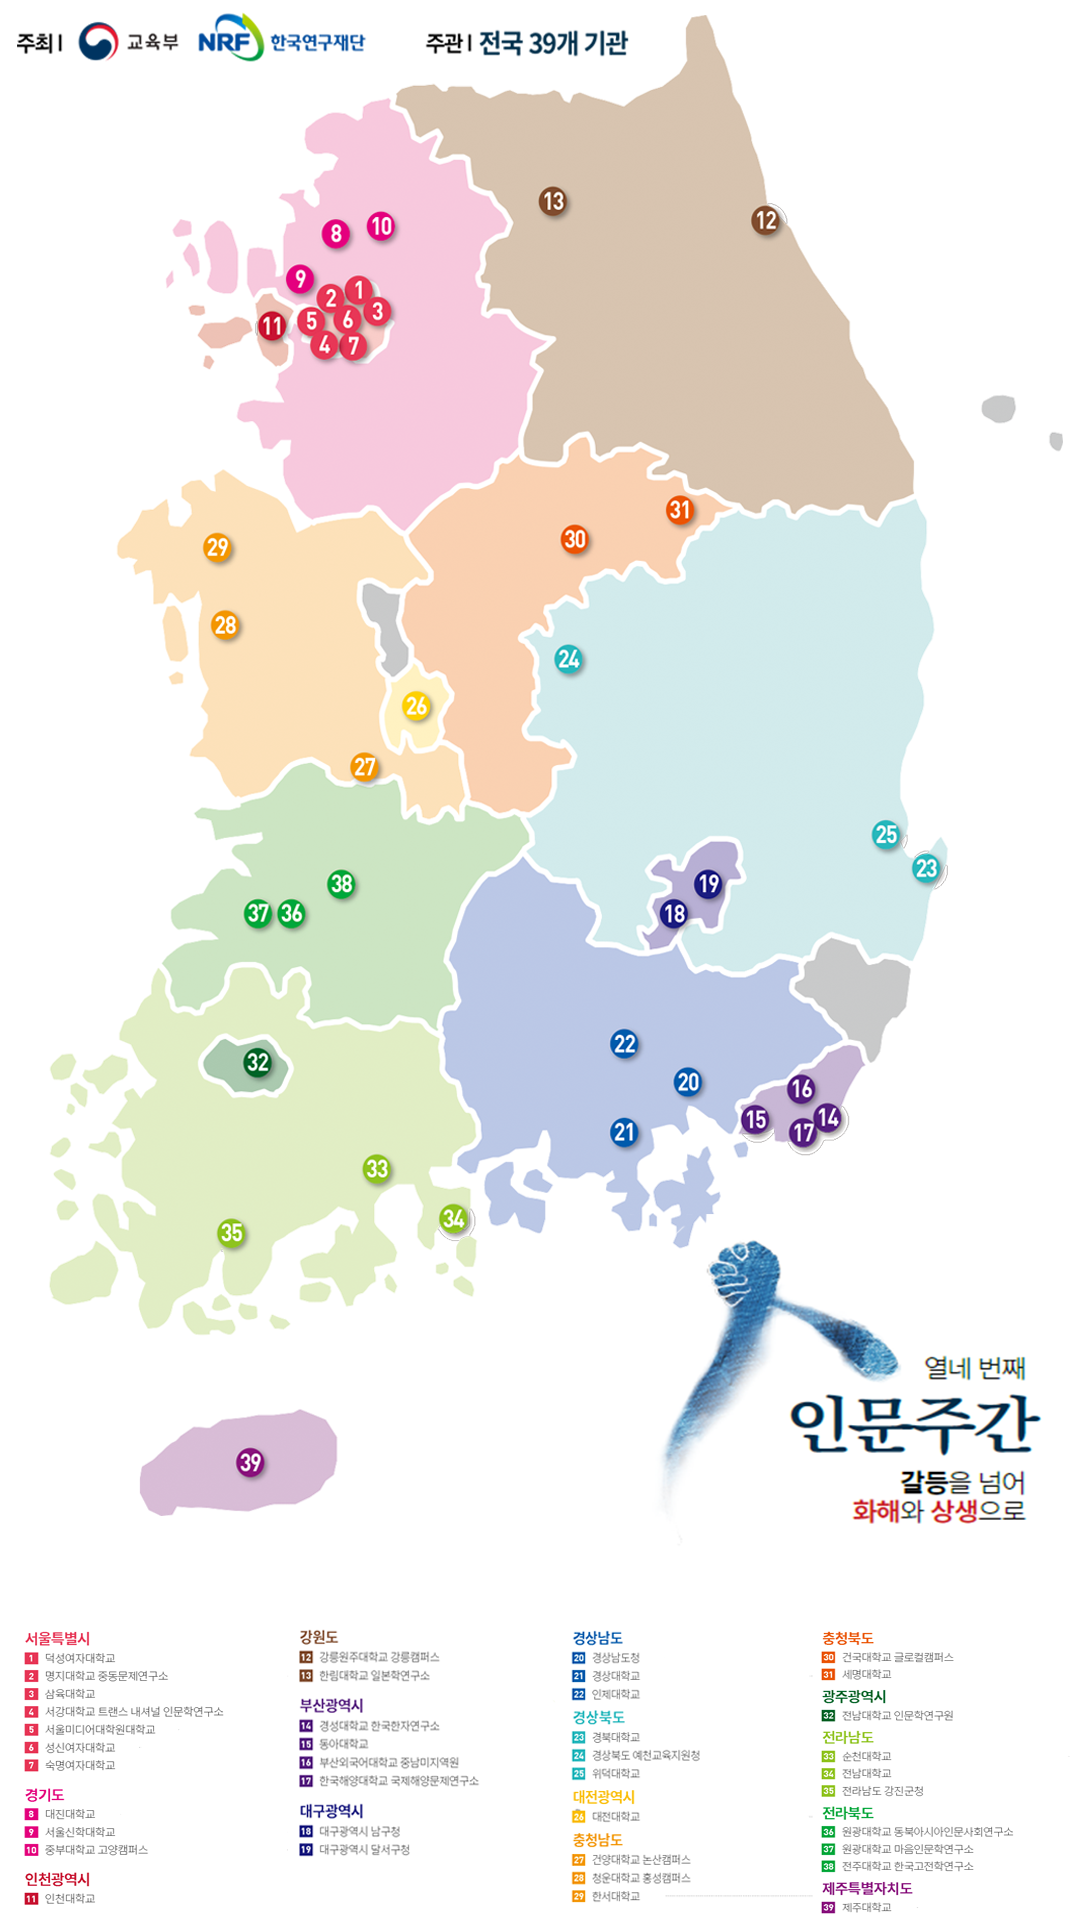 주최 | 교육부 NRF 한국연구재단 주관 | 전국 39개 기관
13
12
10
8
9
1
2
3
5
6
11
4
7
31
30
29
28
24
26
27
25
23
38
19
37
36
18
22
32
20
16
15
14
21
17
33
34
35
열네 번째
인문주간
갈등을 넘어
화해와 상생으로
39
서울특별시
1 덕성여자대학교
2 명지대학교 중동문제연구소
3 삼육대학교
4 서강대학교 트랜스 내셔널 인문학연구소
5 서울미디어대학원대학교
6 성신여자대학교
7 숙명여자대학교
경기도
8 대진대학교
9 서울신학대학교
10 중부대학교 고양캠퍼스
인천광역시
11 인천대학교
강원도
12 강릉원주대학교 강릉캠퍼스
13 한림대학교 일본학연구소
부산광역시
14 경성대학교 한국한자연구소
15 동아대학교
16 부산외국어대학교 중남미지역원
17 한국해양대학교 국제해양문제연구소
대구광역시
18 대구광역시 남구청
19 대구광역시 달서구청
경상남도
20 경상남도청
21 경상대학교
22 인제대학교
경상북도
23 경북대학교
24 경상북도 예천교육지원청
25 위덕대학교
대전광역시
26 대전대학교
충청남도
27 건양대학교 논산캠퍼스
28 청운대학교 홍성캠퍼스
29 한서대학교
충청북도
30 건국대학교 글로컬캠퍼스
31 세명대학교
광주광역시
32 전남대학교 인문학연구원
전라남도
33 순천대학교
34 전남대학교
35 전라남도 강진군청
전라북도
36 원광대학교 동북아시아인문사회연구소
37 원광대학교 마음인문학연구소
38 전주대학교 한국고전학연구소
제주특별자치도
39 제주대학교